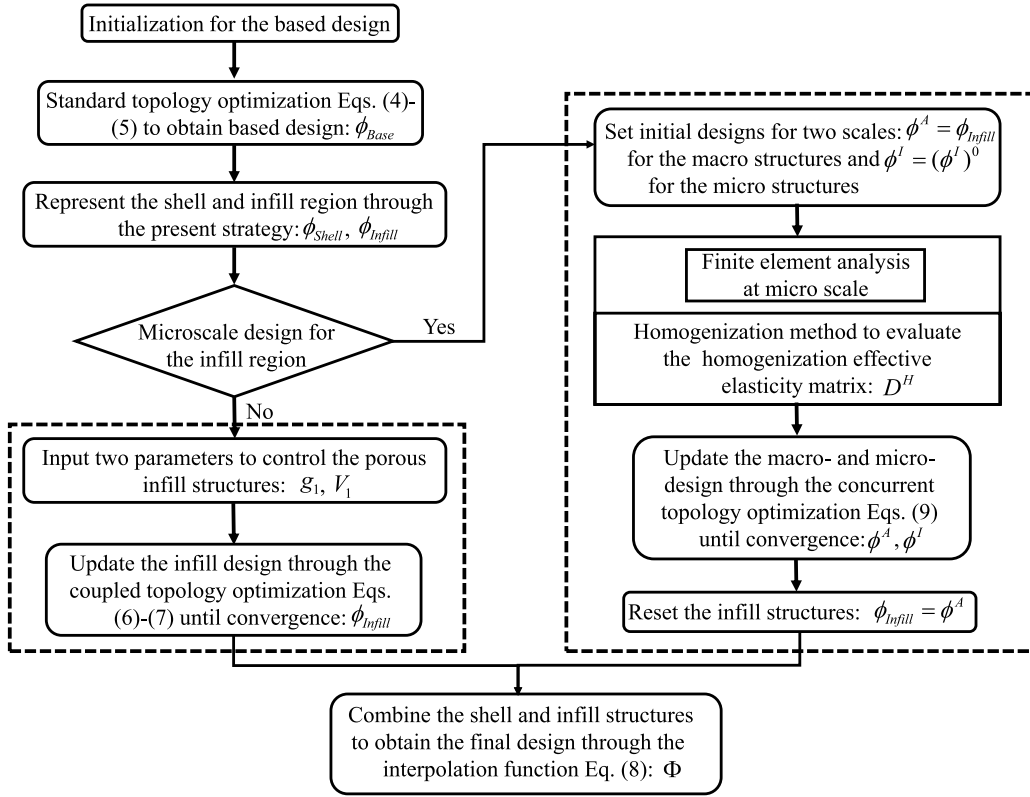 Initialization for the based design
Standard topology optimization Eqs. (4)-
(5) to obtain based design: ϕ_Base
Represent the shell and infill region through
the present strategy: ϕ_Shell, ϕ_Infill
Microscale design for
the infill region
Yes
No
Input two parameters to control the porous
infill structures: g₁, V₁
Update the infill design through the
coupled topology optimization Eqs.
(6)-(7) until convergence: ϕ_Infill
Set initial designs for two scales: ϕ^A = ϕ_Infill
for the macro structures and ϕ^I = (ϕ^I)^0
for the micro structures
Finite element analysis
at micro scale
Homogenization method to evaluate
the homogenization effective
elasticity matrix: D^H
Update the macro- and micro-
design through the concurrent
topology optimization Eqs. (9)
until convergence: ϕ^A, ϕ^I
Reset the infill structures: ϕ_Infill = ϕ^A
Combine the shell and infill structures
to obtain the final design through the
interpolation function Eq. (8): Φ